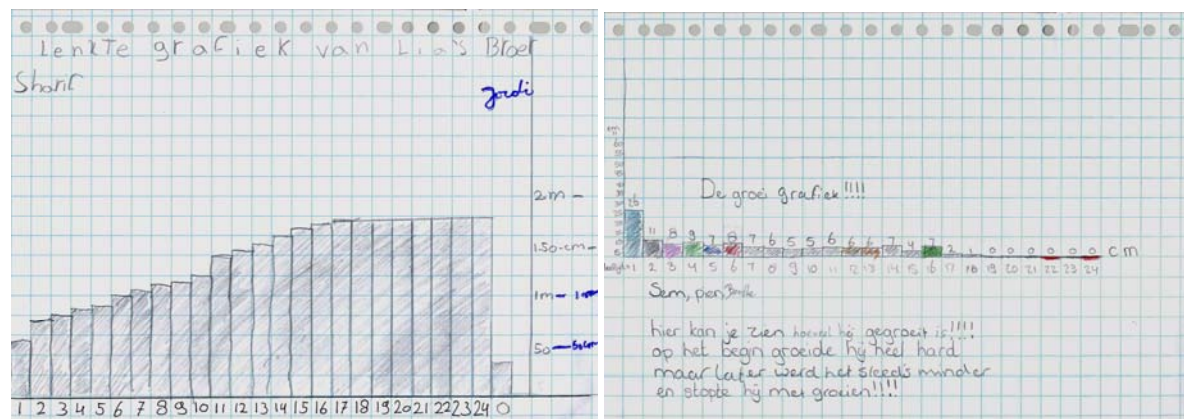 Lenkte grafiek van Lia's Broer
Sharif
Jordi
2m
1.50.cm
1m 1m
50 50cm
1 2 3 4 5 6 7 8 9 10 11 12 13 14 15 16 17 18 19 20 21 22 23 24 0
De groei grafiek!!!!
26 11 8 9 7 8 7 6 5 5 6 6 6 7 4 7 2 1 0 0 0 0 0 0 cm
1 2 3 4 5 6 7 8 9 10 11 12 13 14 15 16 17 18 19 20 21 22 23 24
Sem, pen,
hier kan je zien hoeveel hij gegroeit is!!!!
op het begin groeide hij heel hard
maar later werd het steeds minder
en stopte hij met groeien!!!!